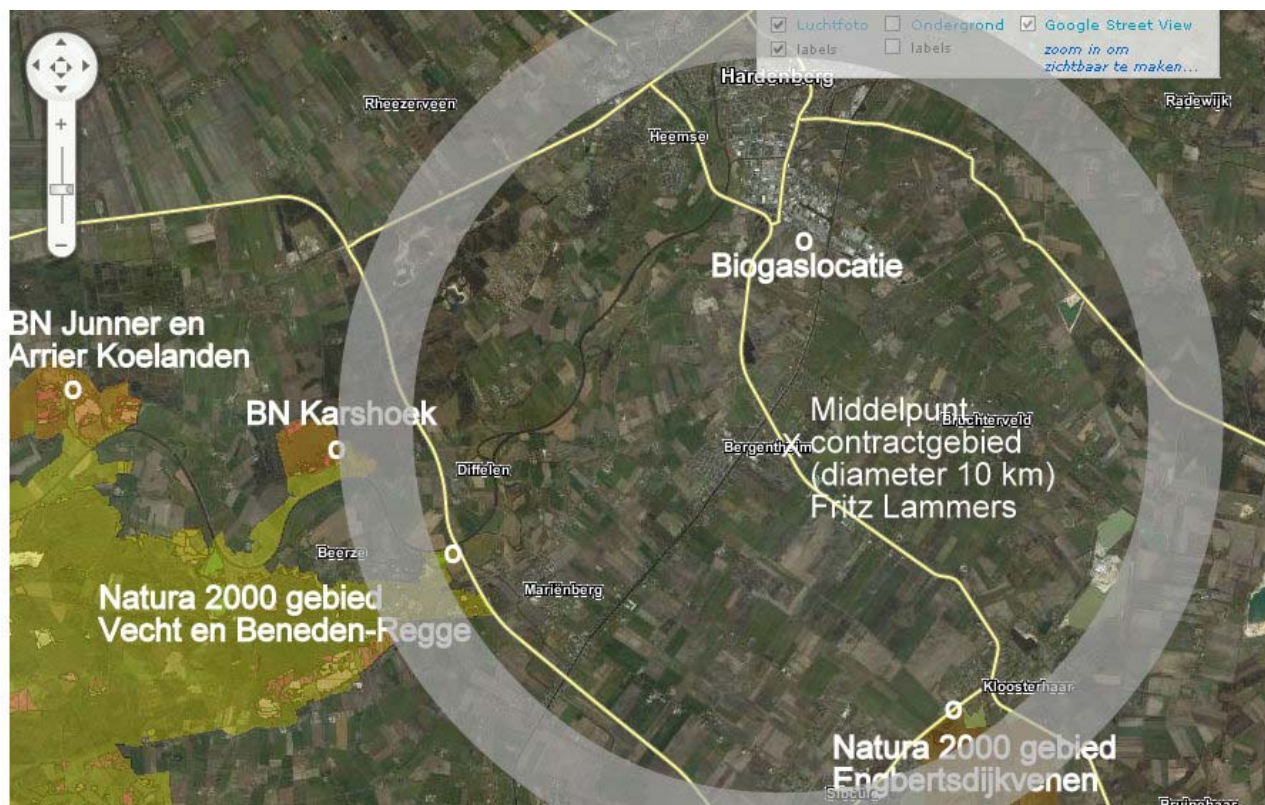 Luchtfoto Ondergrond Google Street View
labels labels zoom in om
zichtbaar te maken...
Hardenberg
Rheezerveen
Radewijk
Heemse
Biogaslocatie
BN Junner en
Arrier Koelanden
BN Karshoek
Middelpunt
contractgebied
(diameter 10 km)
Fritz Lammers
Bruchterveld
Bergentheim
Diffelen
Beerze
Mariënberg
Natura 2000 gebied
Vecht en Beneden-Regge
Kloosterhaar
Natura 2000 gebied
Engbertsdijkvenen
Sibculo
Bruinehaar